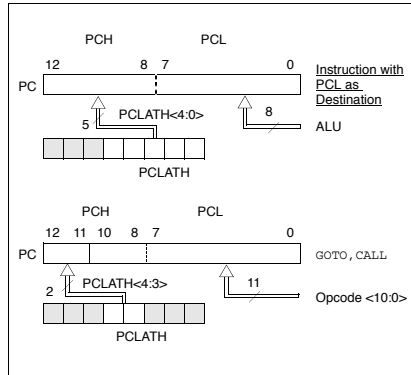 PCH PCL
12 8 7 0
PC
Instruction with
PCL as
Destination
5 PCLATH<4:0>
8
ALU
PCLATH
PCH PCL
12 11 10 8 7 0
PC
GOTO, CALL
2 PCLATH<4:3>
11
Opcode <10:0>
PCLATH